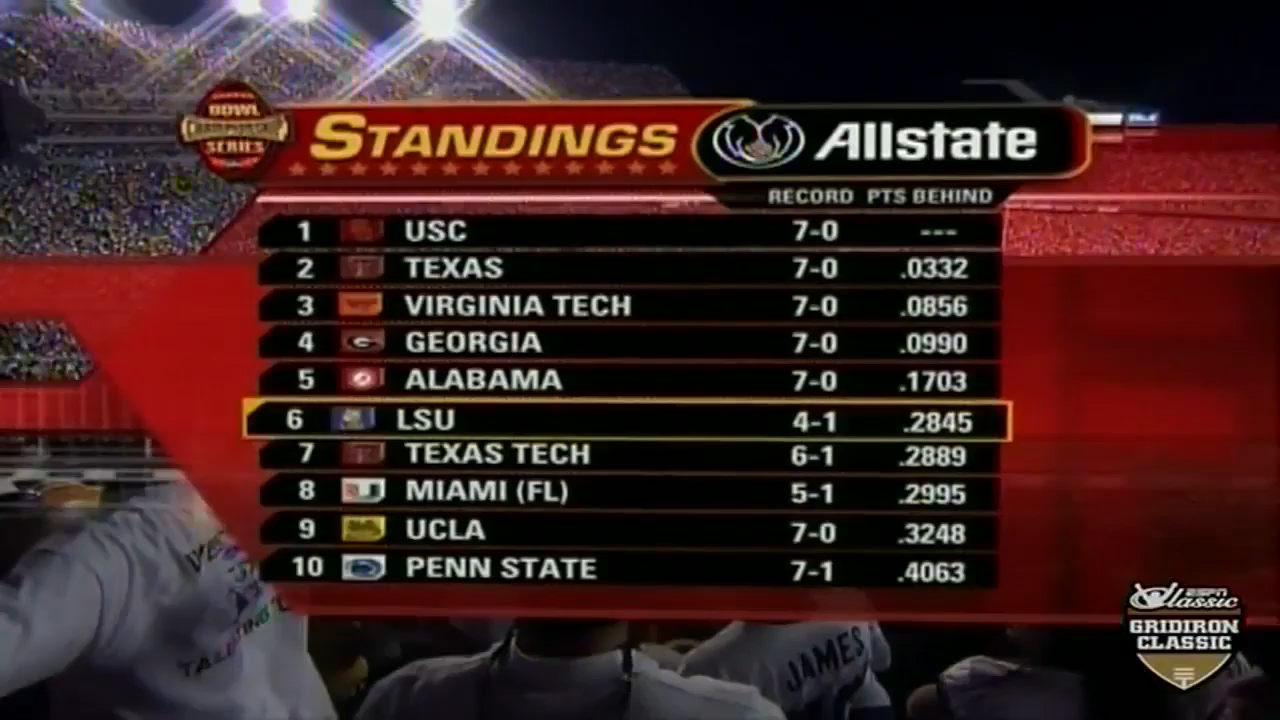 BOWL
CHAMPIONSHIP
SERIES
STANDINGS
Allstate
RECORD PTS BEHIND
1 USC 7-0 ---
2 TEXAS 7-0 .0332
3 VIRGINIA TECH 7-0 .0856
4 GEORGIA 7-0 .0990
5 ALABAMA 7-0 .1703
6 LSU 4-1 .2845
7 TEXAS TECH 6-1 .2889
8 MIAMI (FL) 5-1 .2995
9 UCLA 7-0 .3248
10 PENN STATE 7-1 .4063
JAMES
ESPN
Classic
GRIDIRON
CLASSIC